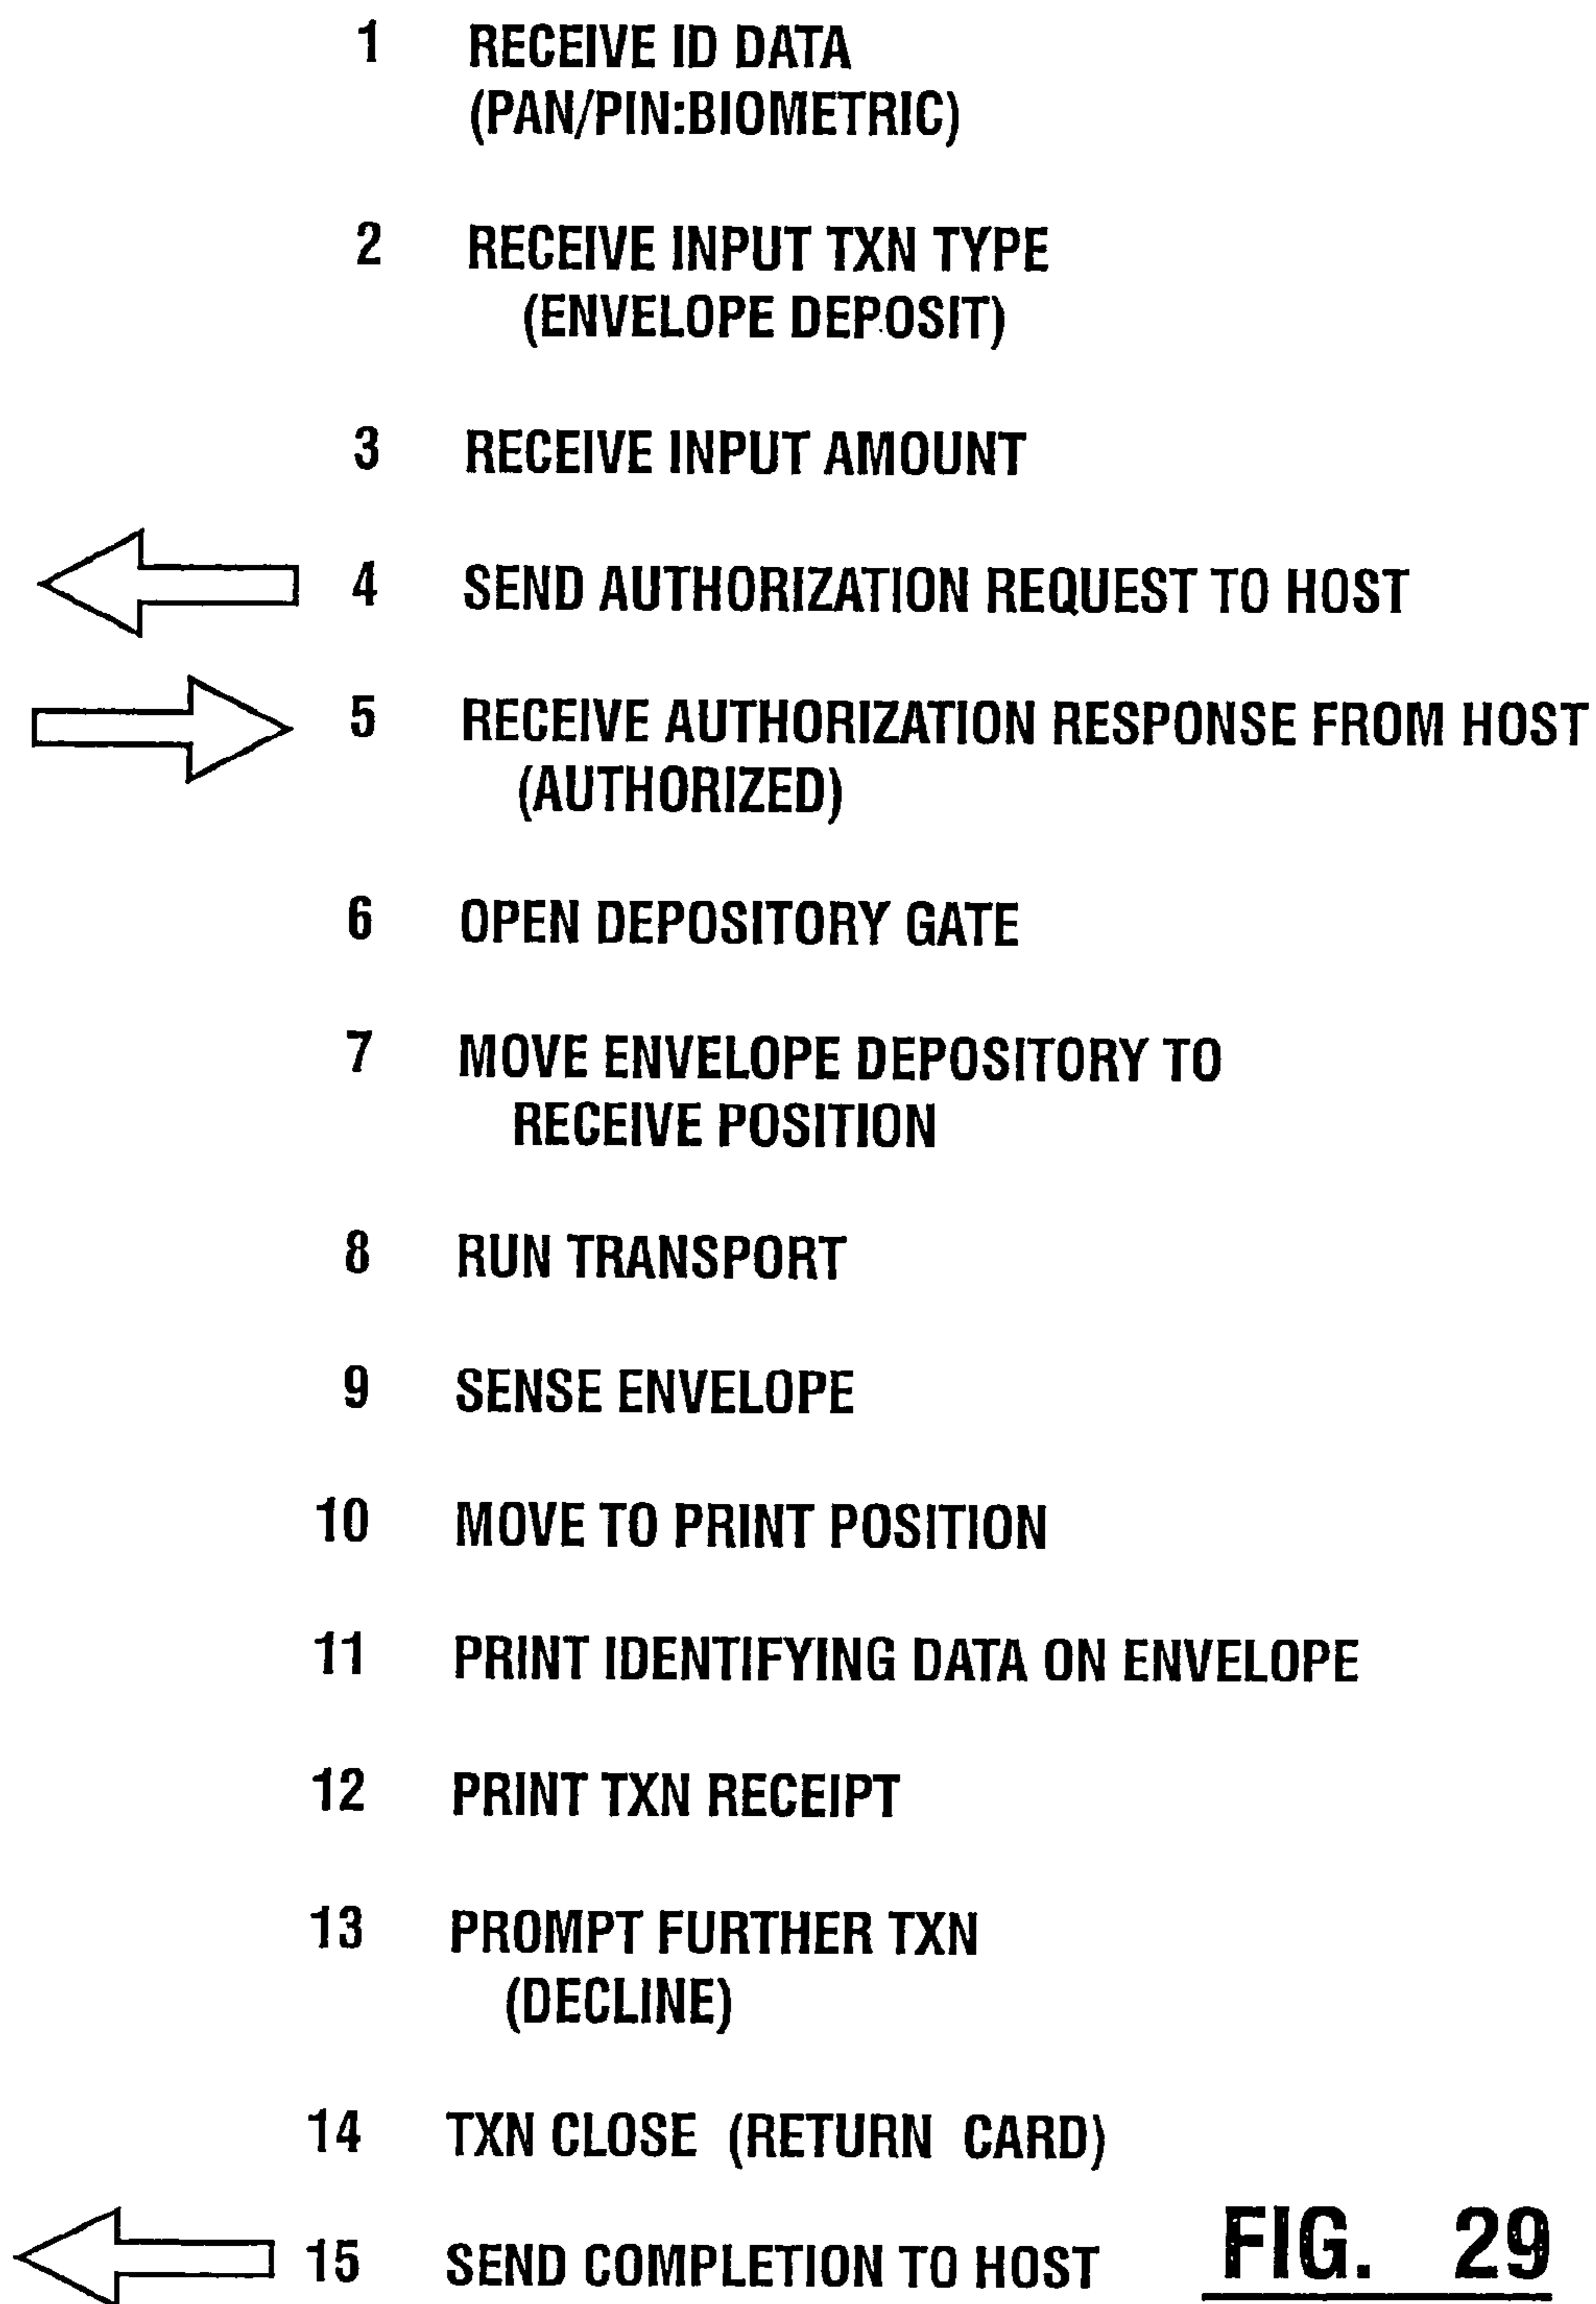 1 RECEIVE ID DATA
(PAN/PIN:BIOMETRIC)
2 RECEIVE INPUT TXN TYPE
(ENVELOPE DEPOSIT)
3 RECEIVE INPUT AMOUNT
4 SEND AUTHORIZATION REQUEST TO HOST
5 RECEIVE AUTHORIZATION RESPONSE FROM HOST
(AUTHORIZED)
6 OPEN DEPOSITORY GATE
7 MOVE ENVELOPE DEPOSITORY TO
RECEIVE POSITION
8 RUN TRANSPORT
9 SENSE ENVELOPE
10 MOVE TO PRINT POSITION
11 PRINT IDENTIFYING DATA ON ENVELOPE
12 PRINT TXN RECEIPT
13 PROMPT FURTHER TXN
(DECLINE)
14 TXN CLOSE (RETURN CARD)
15 SEND COMPLETION TO HOST
FIG. 29